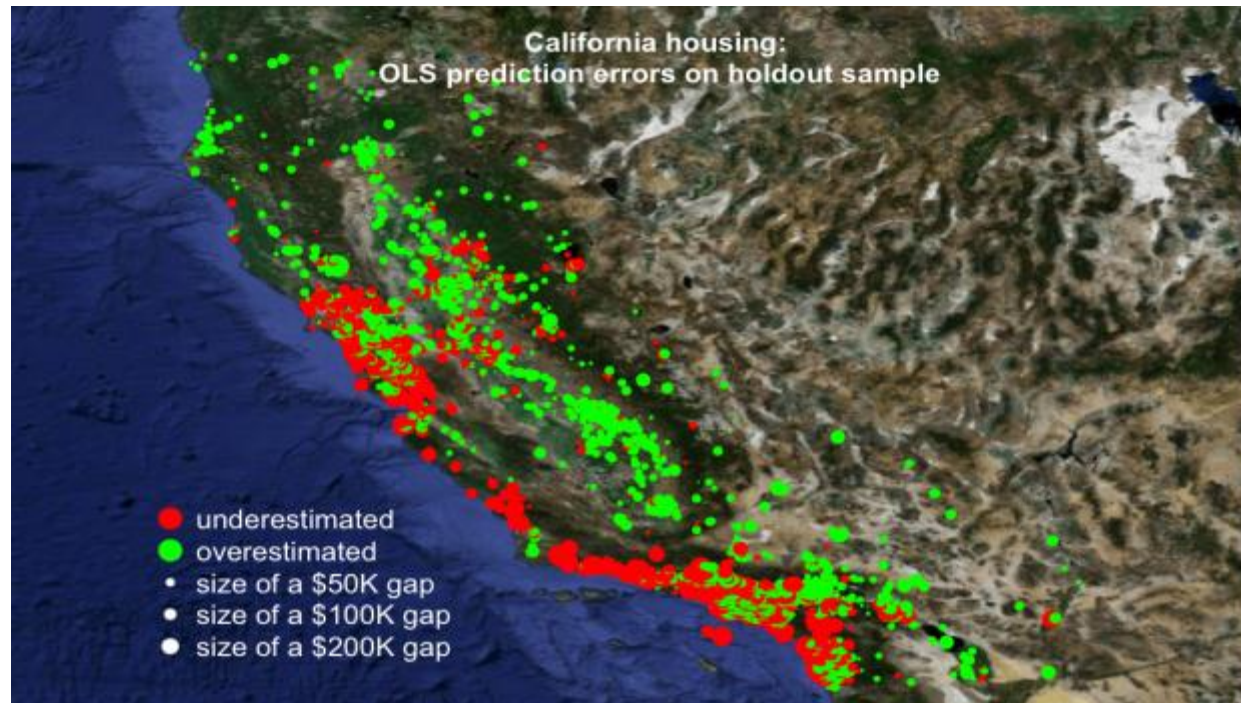 California housing:
OLS prediction errors on holdout sample
underestimated
overestimated
size of a $50K gap
size of a $100K gap
size of a $200K gap